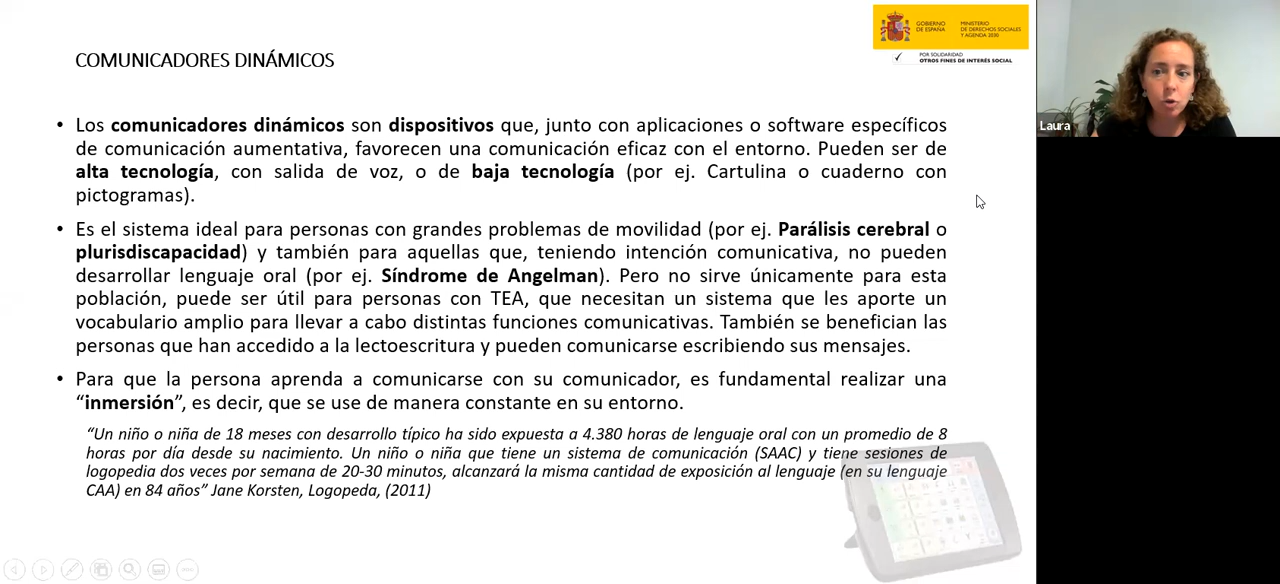 COMUNICADORES DINÁMICOS
GOBIERNO
DE ESPAÑA
MINISTERIO
DE DERECHOS SOCIALES
Y AGENDA 2030
POR SOLIDARIDAD
OTROS FINES DE INTERÉS SOCIAL
Laura
• Los comunicadores dinámicos son dispositivos que, junto con aplicaciones o software específicos
de comunicación aumentativa, favorecen una comunicación eficaz con el entorno. Pueden ser de
alta tecnología, con salida de voz, o de baja tecnología (por ej. Cartulina o cuaderno con
pictogramas).
• Es el sistema ideal para personas con grandes problemas de movilidad (por ej. Parálisis cerebral o
plurisdiscapacidad) y también para aquellas que, teniendo intención comunicativa, no pueden
desarrollar lenguaje oral (por ej. Síndrome de Angelman). Pero no sirve únicamente para esta
población, puede ser útil para personas con TEA, que necesitan un sistema que les aporte un
vocabulario amplio para llevar a cabo distintas funciones comunicativas. También se benefician las
personas que han accedido a la lectoescritura y pueden comunicarse escribiendo sus mensajes.
• Para que la persona aprenda a comunicarse con su comunicador, es fundamental realizar una
“inmersión”, es decir, que se use de manera constante en su entorno.
“Un niño o niña de 18 meses con desarrollo típico ha sido expuesta a 4.380 horas de lenguaje oral con un promedio de 8
horas por día desde su nacimiento. Un niño o niña que tiene un sistema de comunicación (SAAC) y tiene sesiones de
logopedia dos veces por semana de 20-30 minutos, alcanzará la misma cantidad de exposición al lenguaje (en su lenguaje
CAA) en 84 años” Jane Korsten, Logopeda, (2011)